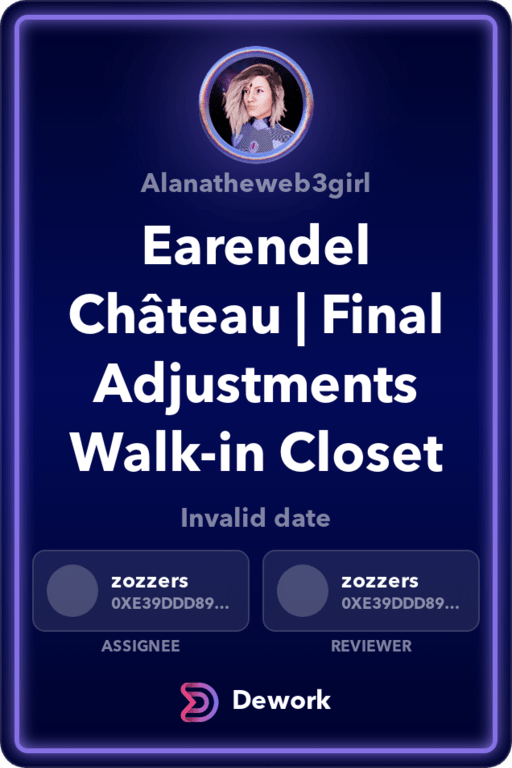 Alanatheweb3girl
Earendel
Château | Final
Adjustments
Walk-in Closet
Invalid date
zozzers
0XE39DDD89...
ASSIGNEE
zozzers
0XE39DDD89...
REVIEWER
Dework